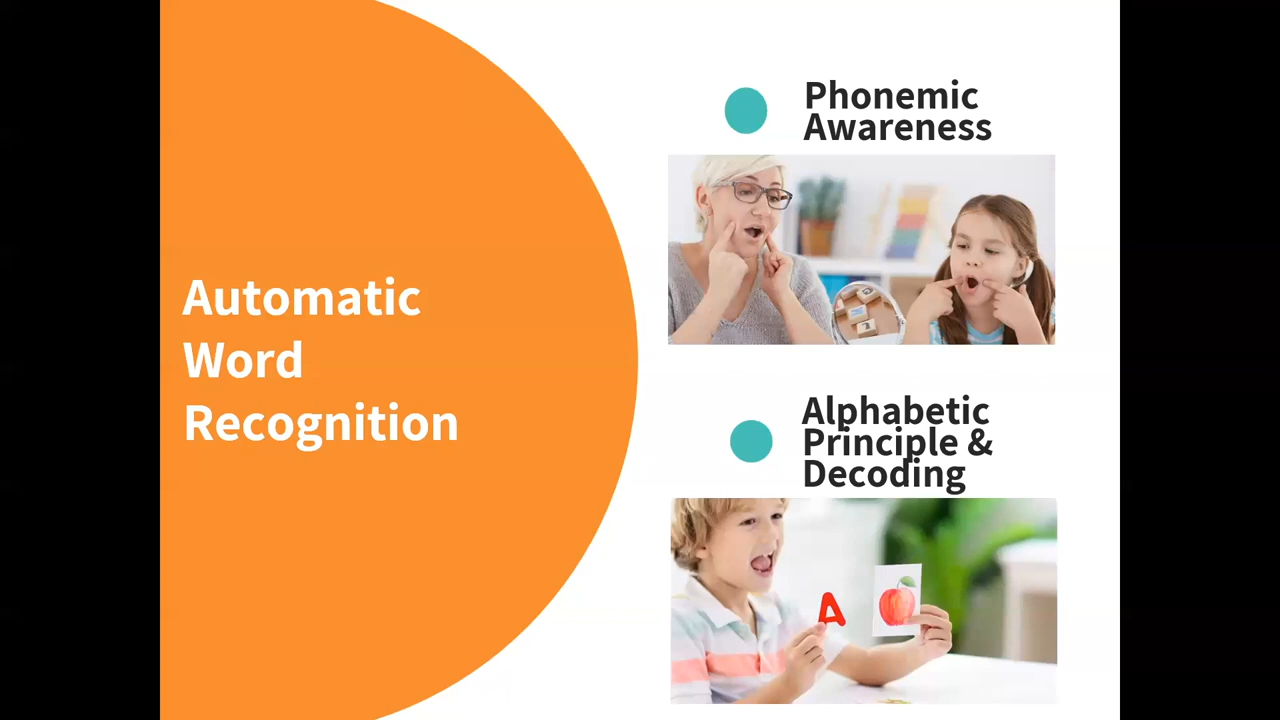 Automatic
Word
Recognition
Phonemic
Awareness
Alphabetic
Principle &
Decoding
A